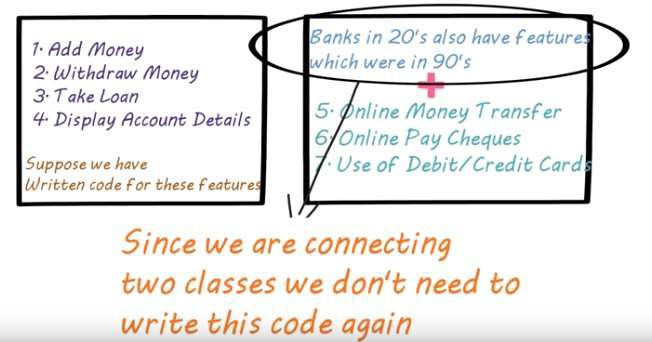 1. Add Money
2. Withdraw Money
3. Take Loan
4. Display Account Details
Suppose we have
Written code for these features
Banks in 20's also have features
which were in 90's
+
5. Online Money Transfer
6. Online Pay Cheques
7. Use of Debit/Credit Cards
Since we are connecting
two classes we don't need to
write this code again